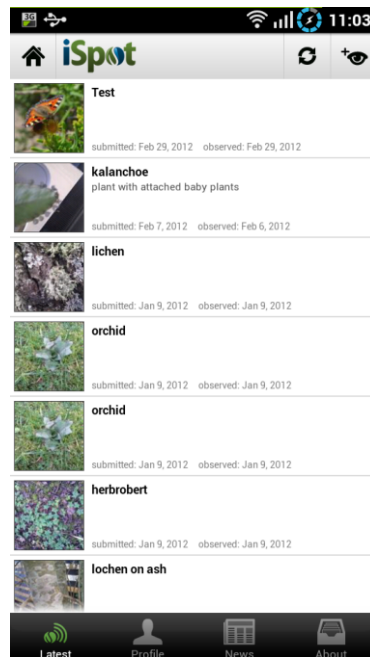 3G 11:03
iSpot
Test
submitted: Feb 29, 2012 observed: Feb 29, 2012
kalanchoe
plant with attached baby plants
submitted: Feb 7, 2012 observed: Feb 6, 2012
lichen
submitted: Jan 9, 2012 observed: Jan 9, 2012
orchid
submitted: Jan 9, 2012 observed: Jan 9, 2012
orchid
submitted: Jan 9, 2012 observed: Jan 9, 2012
herbrobert
submitted: Jan 9, 2012 observed: Jan 9, 2012
lochen on ash
Latest Profile News About